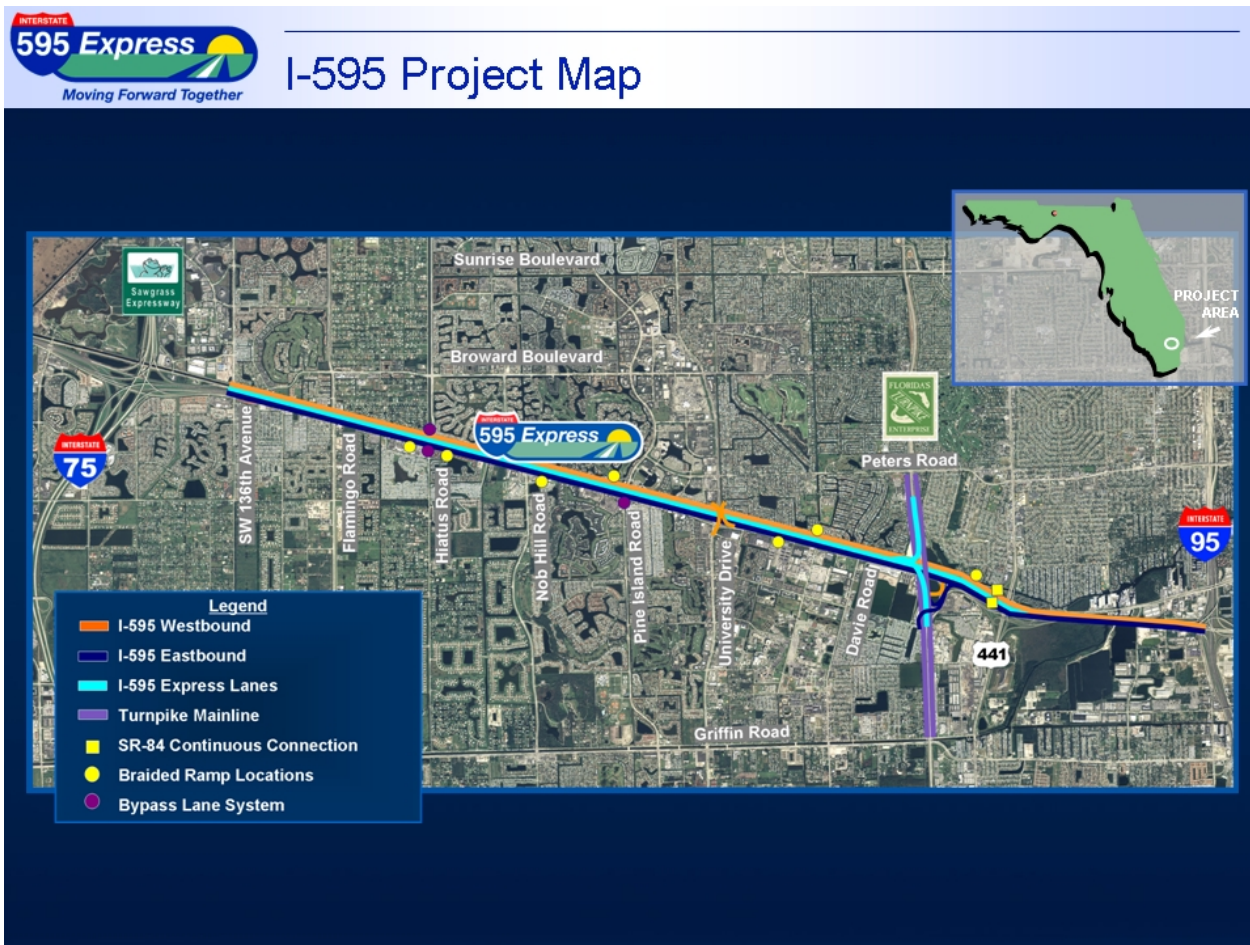 INTERSTATE
595 Express
Moving Forward Together
I-595 Project Map
Sawgrass
Expressway
Sunrise Boulevard
Broward Boulevard
PROJECT
AREA
FLORIDA'S
TURNPIKE
ENTERPRISE
Peters Road
INTERSTATE
75
INTERSTATE
595 Express
INTERSTATE
95
SW 136th Avenue
Flamingo Road
Hiatus Road
Nob Hill Road
Pine Island Road
University Drive
Davie Road
441
Griffin Road
Legend
I-595 Westbound
I-595 Eastbound
I-595 Express Lanes
Turnpike Mainline
SR-84 Continuous Connection
Braided Ramp Locations
Bypass Lane System